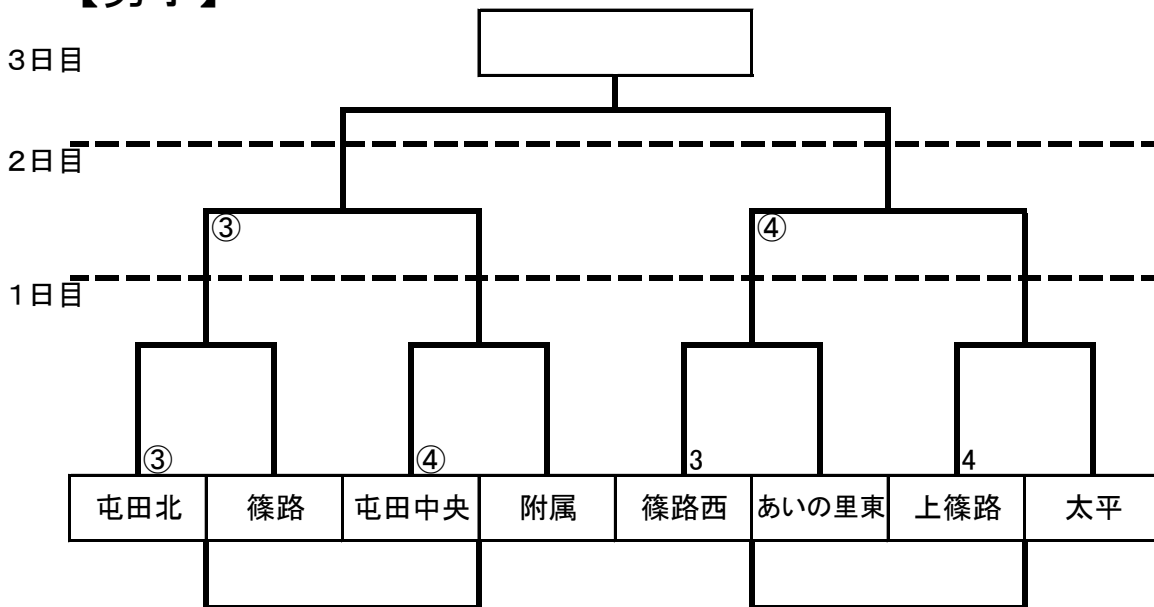 【男子】
3日目
2日目
③ ④
1日目
③ ④ 3 4
屯田北 篠路 屯田中央 附属 篠路西 あいの里東 上篠路 太平